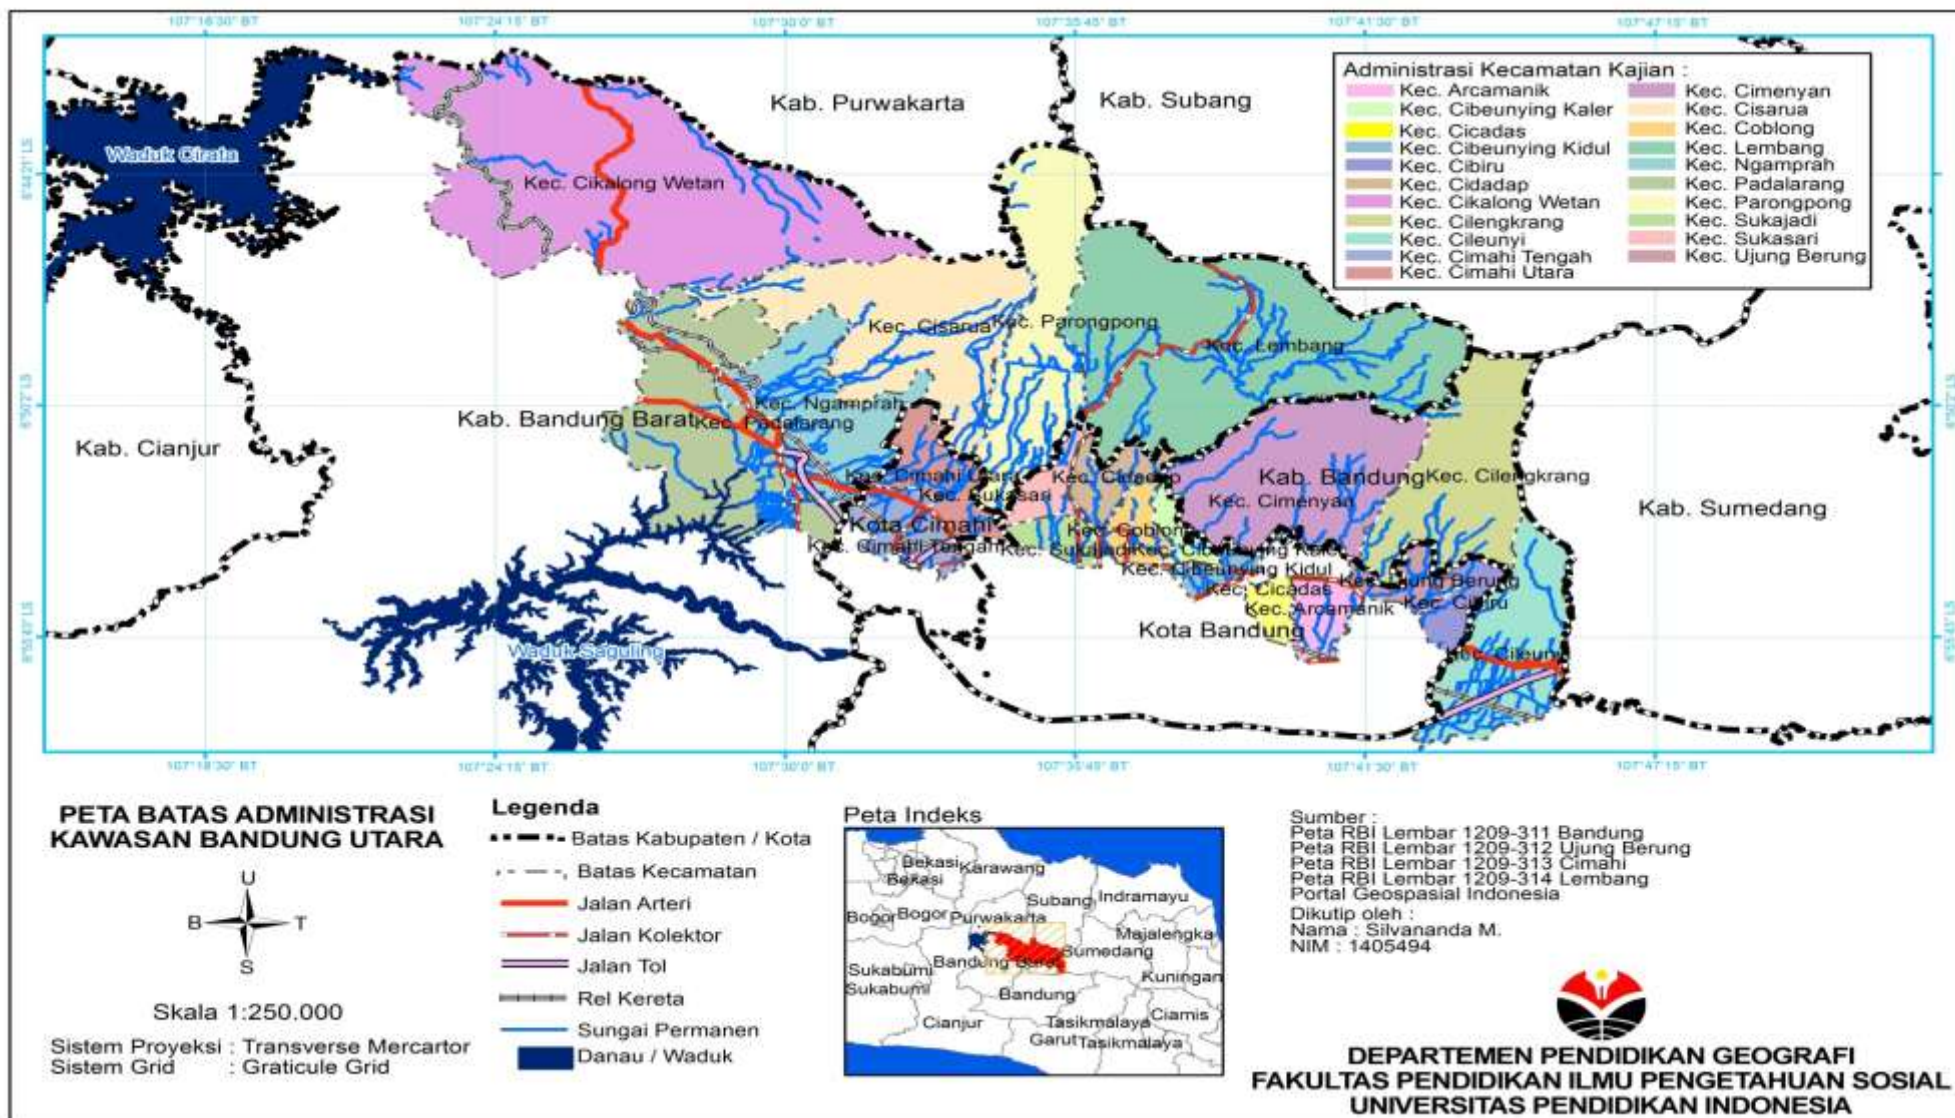 107°18'30" BT
107°24'15" BT
107°30'0" BT
107°35'45" BT
107°41'30" BT
107°47'15" BT
Kab. Purwakarta
Kab. Subang
Administrasi Kecamatan Kajian :
Kec. Arcamanik
Kec. Cibeunying Kaler
Kec. Cicadas
Kec. Cibeunying Kidul
Kec. Cibiru
Kec. Cidadap
Kec. Cikalong Wetan
Kec. Cilengkrang
Kec. Cileunyi
Kec. Cimahi Tengah
Kec. Cimahi Utara
Kec. Cimenyan
Kec. Cisarua
Kec. Coblong
Kec. Lembang
Kec. Ngamprah
Kec. Padalarang
Kec. Parongpong
Kec. Sukajadi
Kec. Sukasari
Kec. Ujung Berung
Waduk Cirata
Kec. Cikalong Wetan
Kec. Cisarua
Kec. Parongpong
Kec. Lembang
Kec. Ngamprah
Kab. Bandung Barat
Kec. Padalarang
Kab. Cianjur
Kec. Cimahi Utara
Kec. Sukasari
Kec. Cidadap
Kab. Bandung
Kec. Cilengkrang
Kec. Cimenyan
Kab. Sumedang
Kota Cimahi
Kec. Coblong
Kec. Cimahi Tengah
Kec. Sukajadi
Kec. Cibeunying Kaler
Kec. Cibeunying Kidul
Kec. Ujung Berung
Kec. Cicadas
Kec. Cibiru
Kec. Arcamanik
Kota Bandung
Waduk Saguling
Kec. Cileunyi
107°18'30" BT
107°24'15" BT
107°30'0" BT
107°35'45" BT
107°41'30" BT
107°47'15" BT
PETA BATAS ADMINISTRASI
KAWASAN BANDUNG UTARA
U
B
T
S
Skala 1:250.000
Sistem Proyeksi : Transverse Mercartor
Sistem Grid : Graticule Grid
Legenda
Batas Kabupaten / Kota
Batas Kecamatan
Jalan Arteri
Jalan Kolektor
Jalan Tol
Rel Kereta
Sungai Permanen
Danau / Waduk
Peta Indeks
Bekasi
Bekasi
Karawang
Subang
Indramayu
Bogor
Bogor
Purwakarta
Majalengka
Sumedang
Bandung Barat
Sukabumi
Sukabumi
Kuningan
Bandung
Cianjur
Tasikmalaya
Ciamis
Garut
Tasikmalaya
Sumber :
Peta RBI Lembar 1209-311 Bandung
Peta RBI Lembar 1209-312 Ujung Berung
Peta RBI Lembar 1209-313 Cimahi
Peta RBI Lembar 1209-314 Lembang
Portal Geospasial Indonesia
Dikutip oleh :
Nama : Silvananda M.
NIM : 1405494
DEPARTEMEN PENDIDIKAN GEOGRAFI
FAKULTAS PENDIDIKAN ILMU PENGETAHUAN SOSIAL
UNIVERSITAS PENDIDIKAN INDONESIA